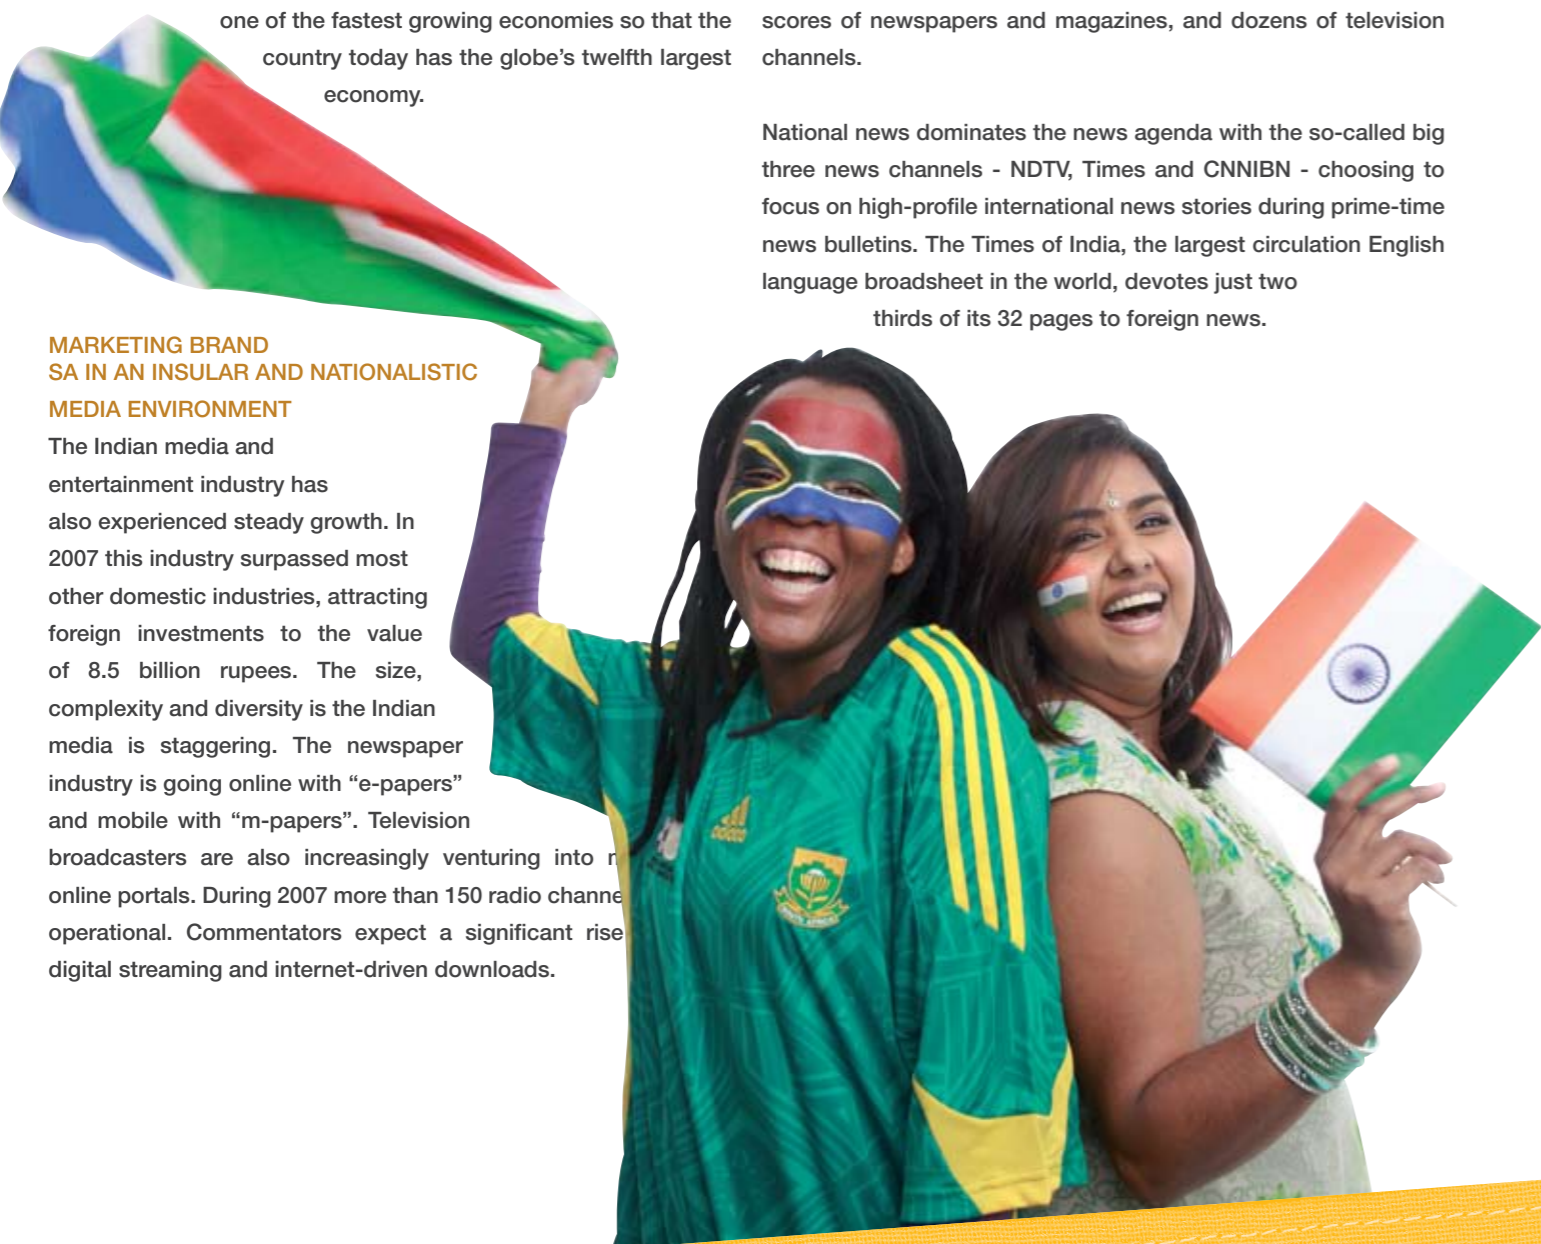 one of the fastest growing economies so that the
country today has the globe's twelfth largest
economy.
MARKETING BRAND
SA IN AN INSULAR AND NATIONALISTIC
MEDIA ENVIRONMENT
The Indian media and
entertainment industry has
also experienced steady growth. In
2007 this industry surpassed most
other domestic industries, attracting
foreign investments to the value
of 8.5 billion rupees. The size,
complexity and diversity is the Indian
media is staggering. The newspaper
industry is going online with “e-papers”
and mobile with “m-papers”. Television
broadcasters are also increasingly venturing into
online portals. During 2007 more than 150 radio
operational. Commentators expect a significant rise
digital streaming and internet-driven downloads.
scores of newspapers and magazines, and dozens of television
channels.
National news dominates the news agenda with the so-called big
three news channels - NDTV, Times and CNNIBN - choosing to
focus on high-profile international news stories during prime-time
news bulletins. The Times of India, the largest circulation English
language broadsheet in the world, devotes just two
thirds of its 32 pages to foreign news.
adidas
SOUTH AFRICA